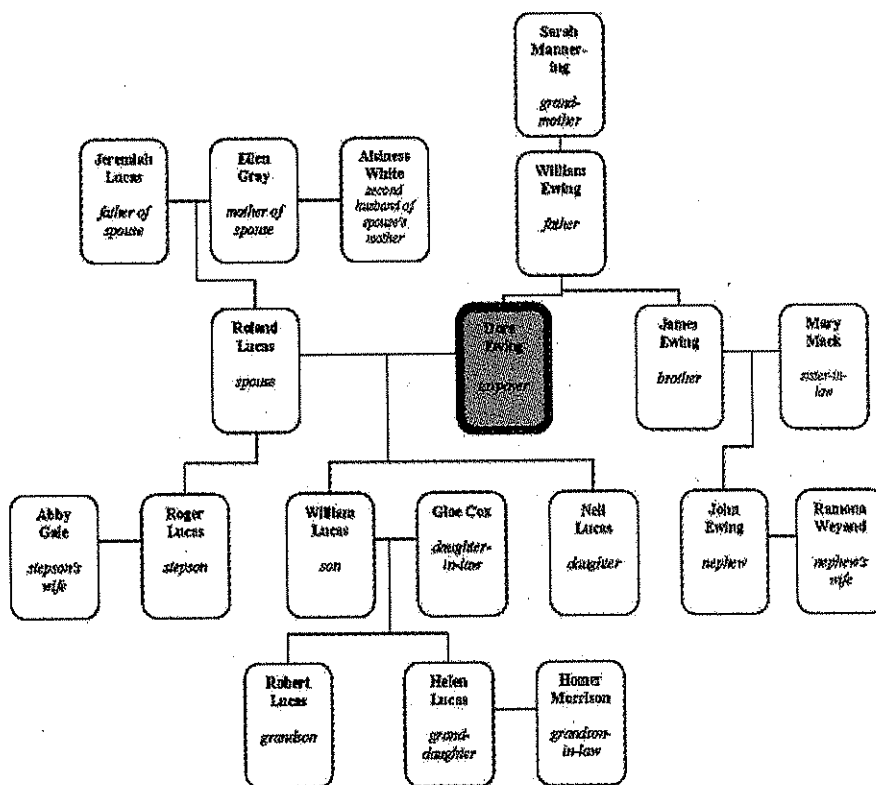 Sarah
Manner-
ing
grand-
mother
Jeremiah
Lucas
father of
spouse
Ellen
Gray
mother of
spouse
White
second
husband of
spouse's
mother
William
Ewing
father
Roland
Lucas
spouse
Dora
Ewing
taxpayer
James
Ewing
brother
Mary
Mack
sister-in-
law
Abby
Gale
stepson's
wife
Roger
Lucas
stepson
William
Lucas
son
Cox
daughter-
in-law
Nell
Lucas
daughter
John
Ewing
nephew
Ramona
Weyand
nephew's
wife
Robert
Lucas
grandson
Helen
Lucas
grand-
daughter
Homer
Morrison
grandson-
in-law